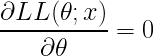 ∂LL(θ; x)/∂θ = 0